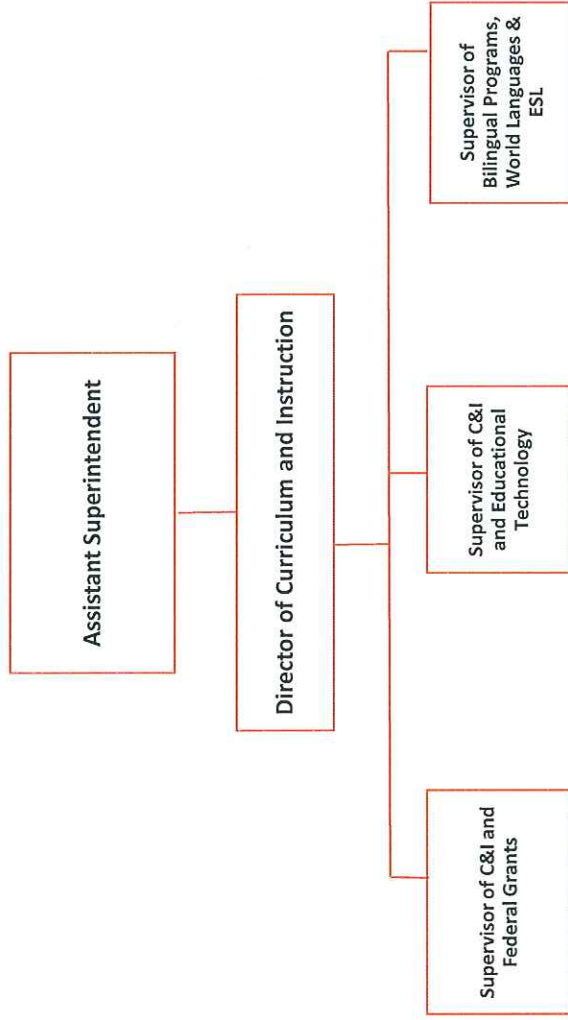 Assistant Superintendent
Director of Curriculum and Instruction
Supervisor of C&I and
Federal Grants
Supervisor of C&I
and Educational
Technology
Supervisor of
Bilingual Programs,
World Languages &
ESL